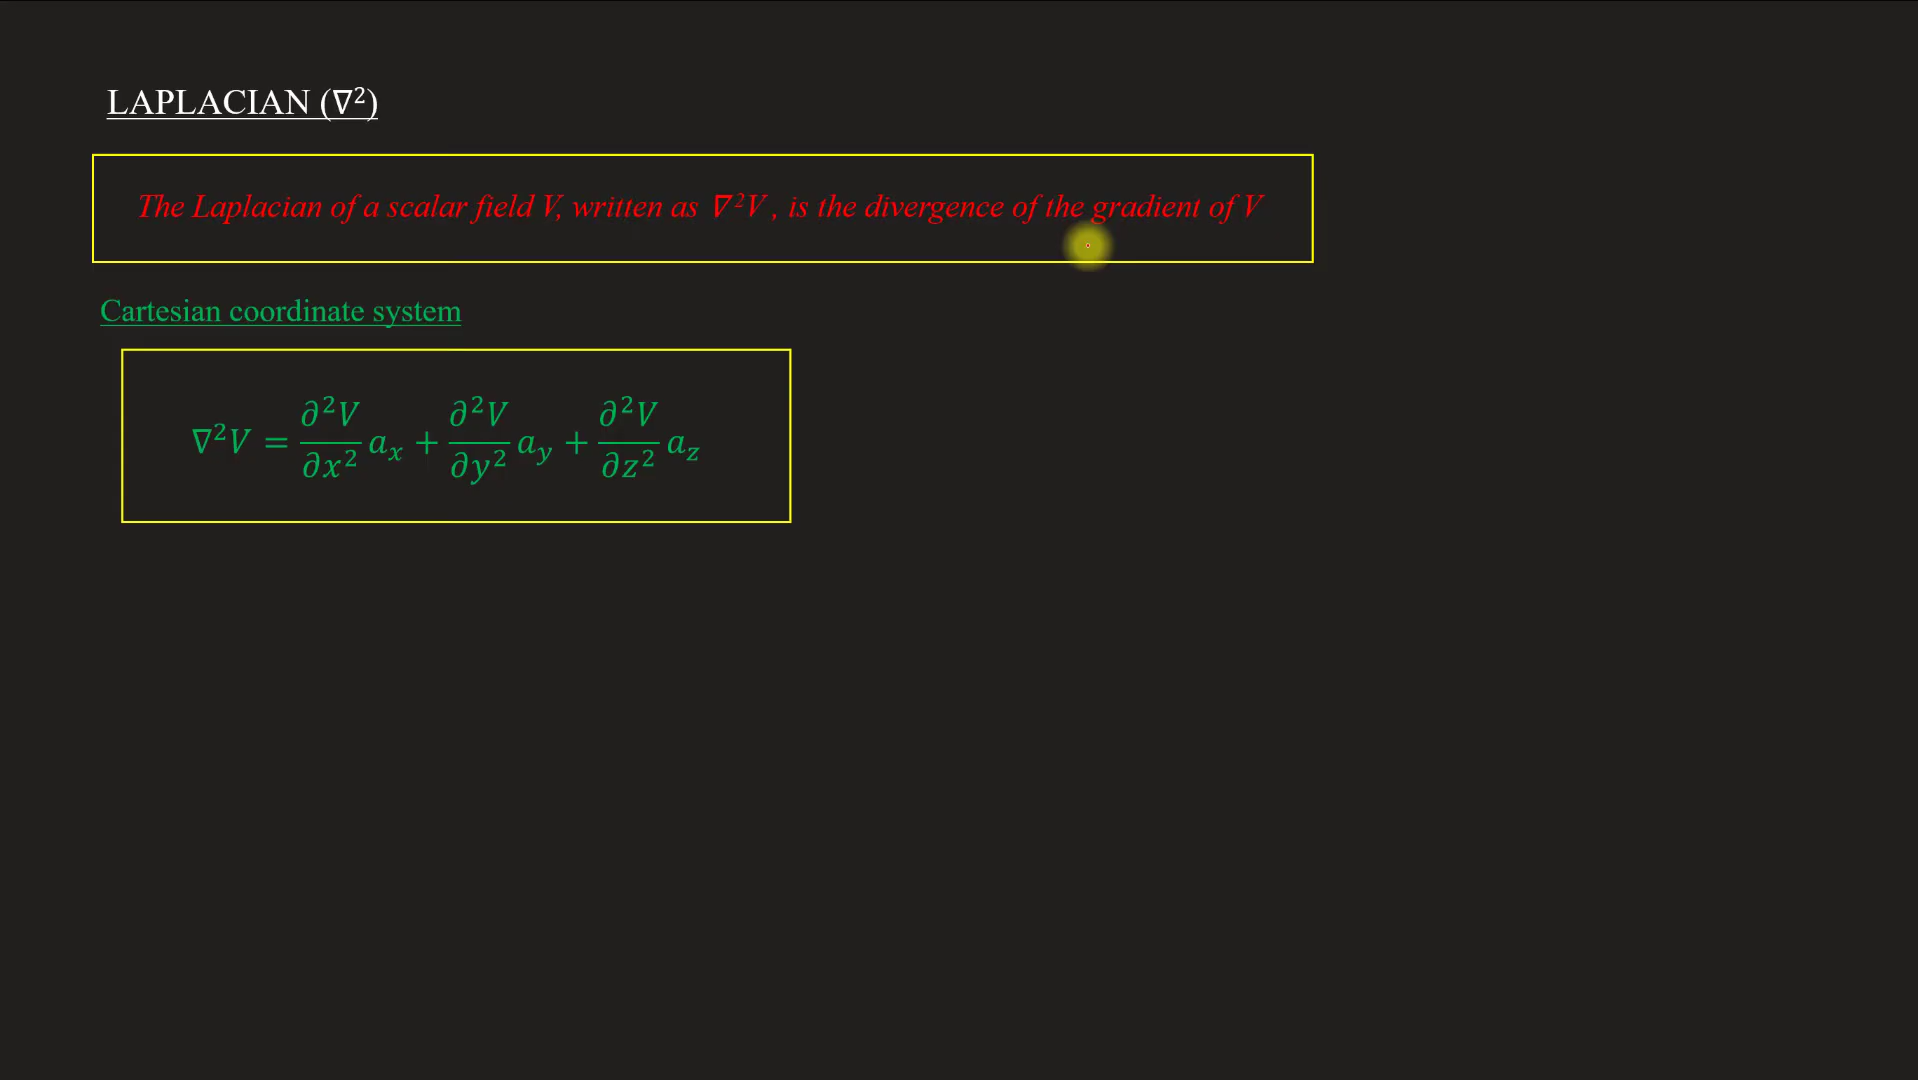 LAPLACIAN (∇²)
The Laplacian of a scalar field V, written as ∇²V , is the divergence of the gradient of V
Cartesian coordinate system
∇²V = ∂²V/∂x² aₓ + ∂²V/∂y² a_y + ∂²V/∂z² a_z